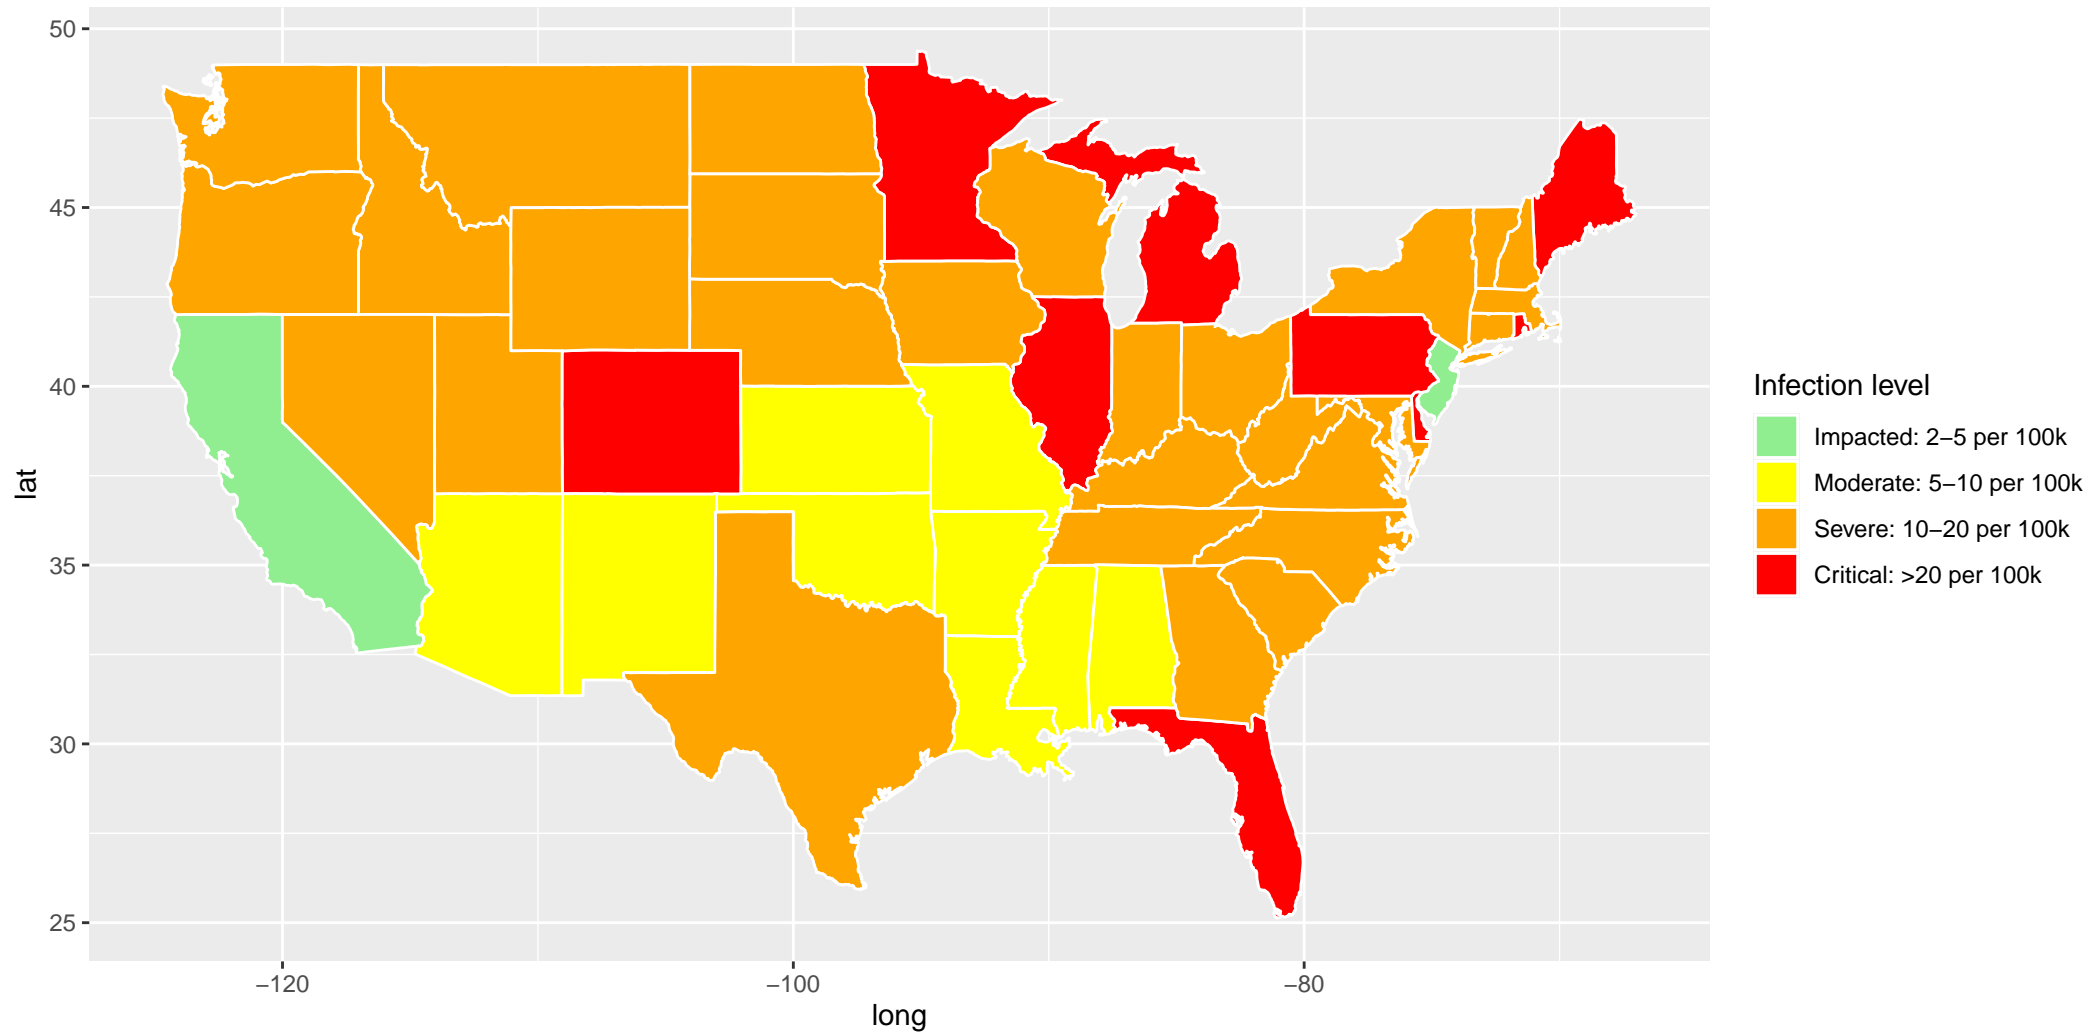 50
45
40
35
30
25
lat
−120
−100
−80
long
Infection level
Impacted: 2−5 per 100k
Moderate: 5−10 per 100k
Severe: 10−20 per 100k
Critical: >20 per 100k